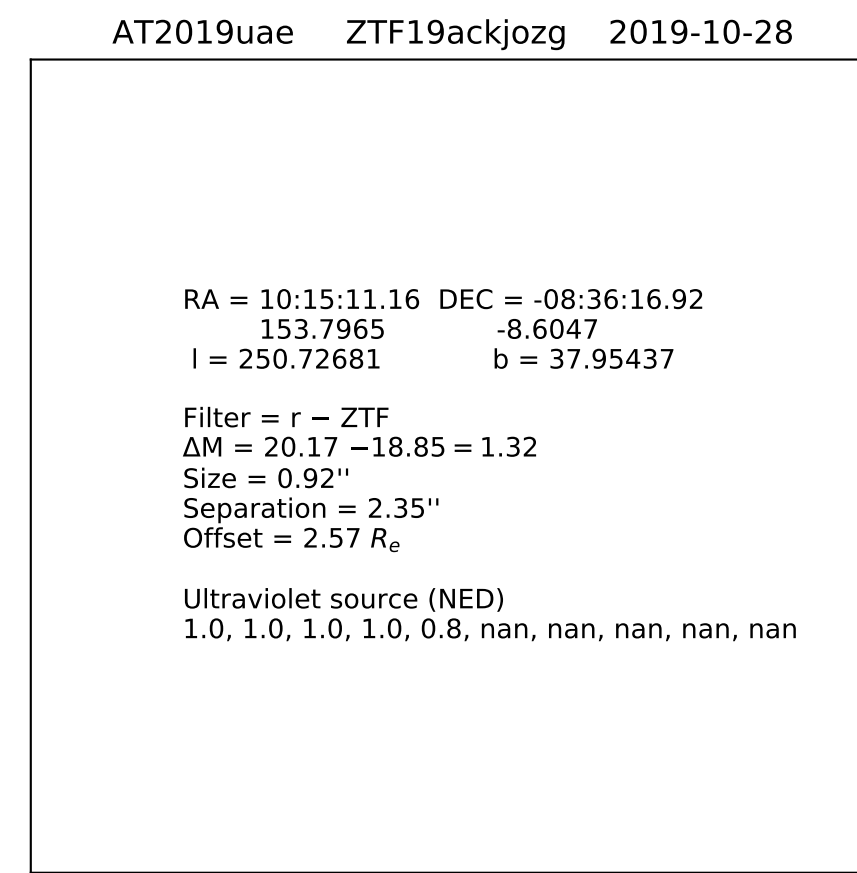 AT2019uae ZTF19ackjozg 2019-10-28
RA = 10:15:11.16 DEC = -08:36:16.92
153.7965 -8.6047
l = 250.72681 b = 37.95437
Filter = r − ZTF
ΔM = 20.17 −18.85 = 1.32
Size = 0.92''
Separation = 2.35''
Offset = 2.57 Rₑ
Ultraviolet source (NED)
1.0, 1.0, 1.0, 1.0, 0.8, nan, nan, nan, nan, nan